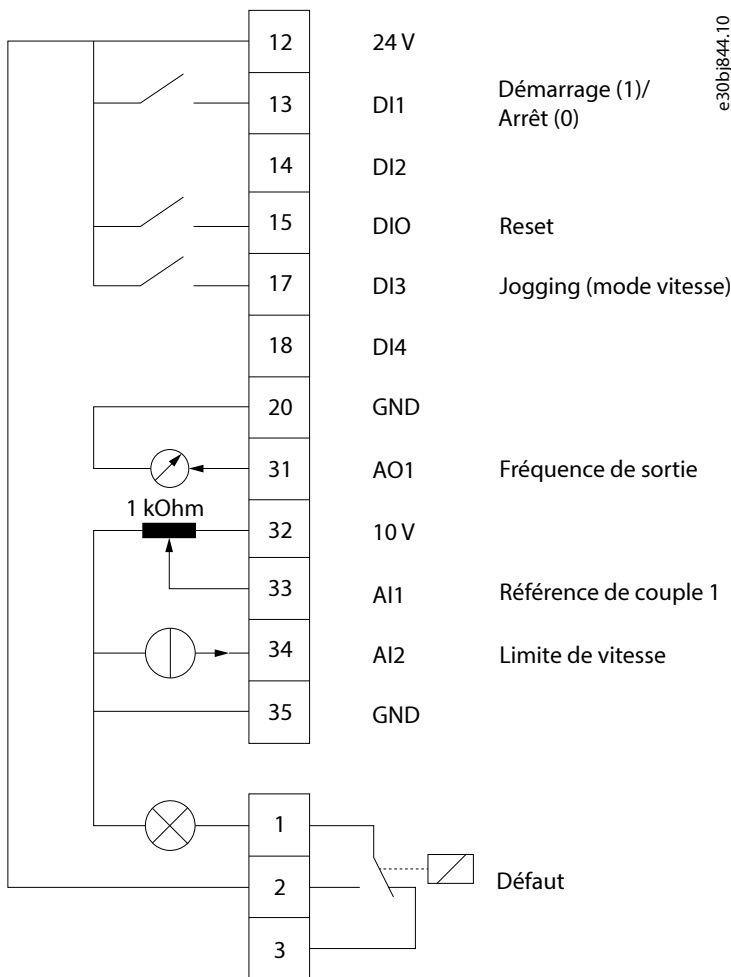 e30bj844.10
12 24 V
13 DI1 Démarrage (1)/
Arrêt (0)
14 DI2
15 DIO Reset
17 DI3 Jogging (mode vitesse)
18 DI4
20 GND
31 AO1 Fréquence de sortie
1 kOhm
32 10 V
33 AI1 Référence de couple 1
34 AI2 Limite de vitesse
35 GND
1
2 Défaut
3